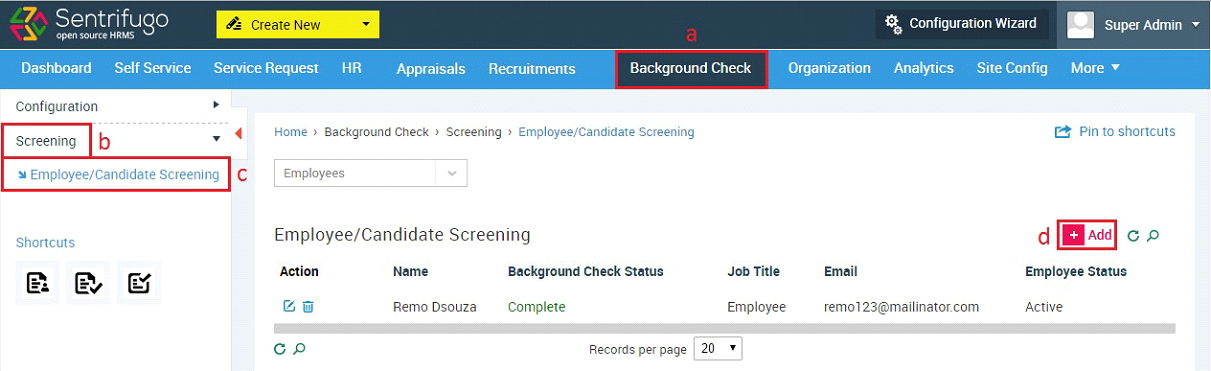 Sentrifugo
open source HRMS
Create New
a
Configuration Wizard
Super Admin
Dashboard Self Service Service Request HR Appraisals Recruitments Background Check Organization Analytics Site Config More
Configuration
Screening b
Employee/Candidate Screening c
Shortcuts
Home › Background Check › Screening › Employee/Candidate Screening
Pin to shortcuts
Employees
Employee/Candidate Screening
d + Add
Action Name Background Check Status Job Title Email Employee Status
Remo Dsouza Complete Employee remo123@mailinator.com Active
Records per page 20